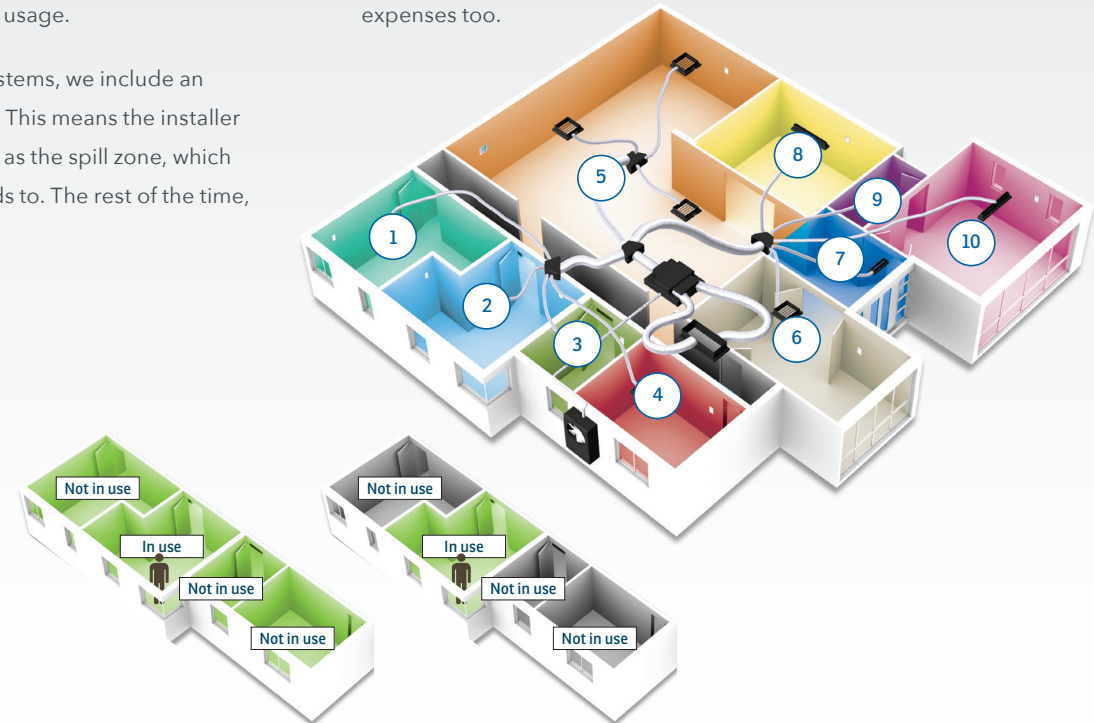 usage.
stems, we include an
This means the installer
as the spill zone, which
ds to. The rest of the time,
expenses too.
1
2
3
4
5
6
7
8
9
10
Not in use
In use
Not in use
Not in use
Not in use
In use
Not in use
Not in use